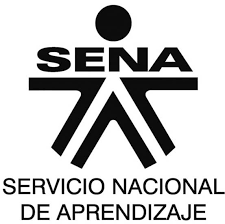 SENA
SERVICIO NACIONAL
DE APRENDIZAJE